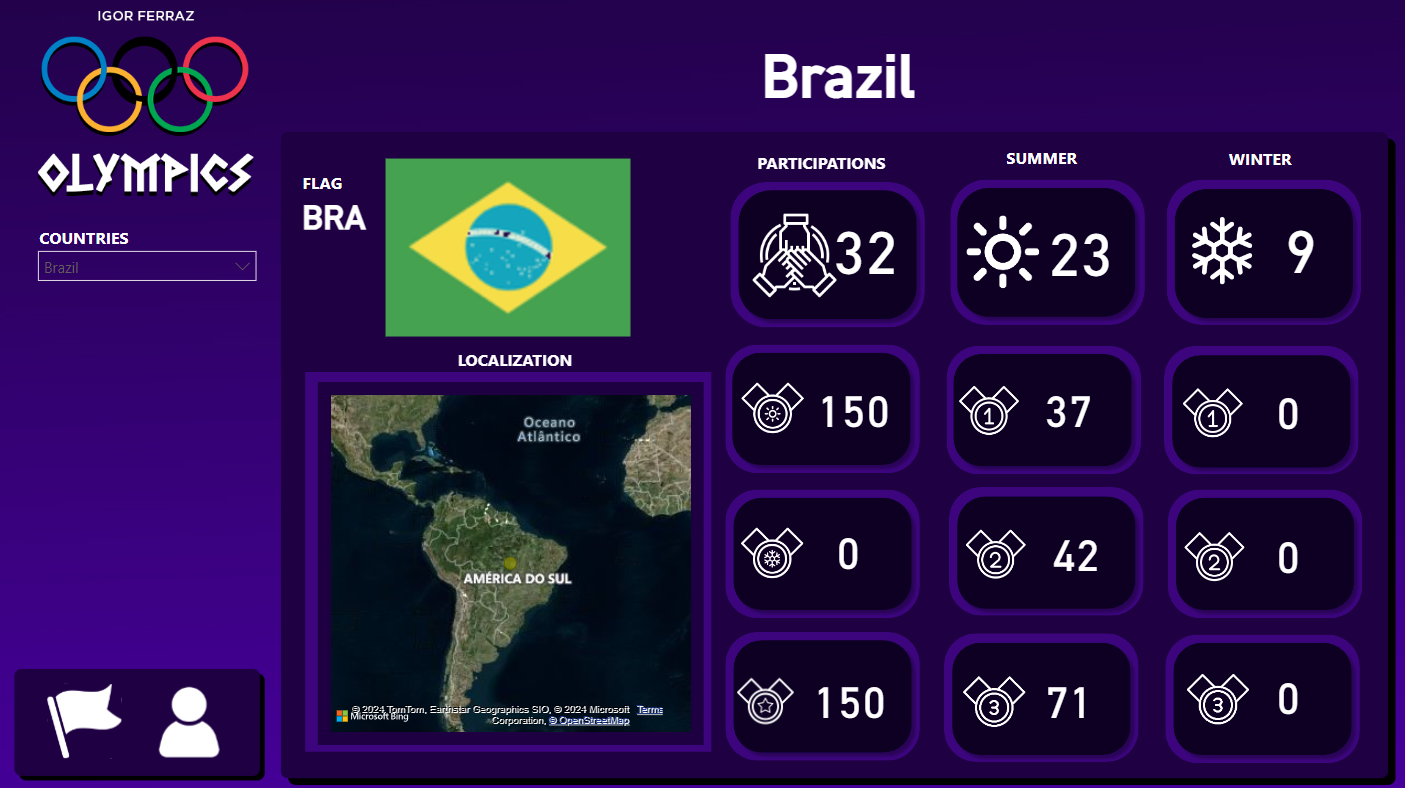 IGOR FERRAZ
OLYMPICS
COUNTRIES
Brazil
Brazil
FLAG
BRA
LOCALIZATION
Oceano
Atlântico
AMÉRICA DO SUL
© 2024 TomTom, Earthstar Geographics SIO, © 2024 Microsoft Terms
Microsoft Bing
Corporation, © OpenStreetMap
PARTICIPATIONS
SUMMER
WINTER
32
23
9
150
1 37
1 0
0
2 42
2 0
150
3 71
3 0